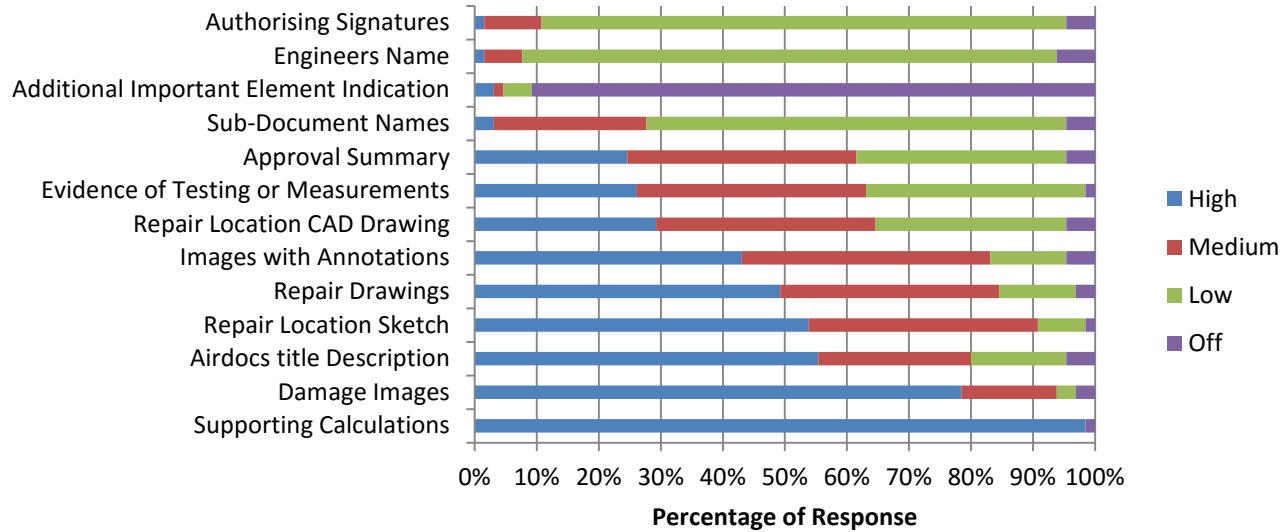 Authorising Signatures
Engineers Name
Additional Important Element Indication
Sub-Document Names
Approval Summary
Evidence of Testing or Measurements
Repair Location CAD Drawing
Images with Annotations
Repair Drawings
Repair Location Sketch
Airdocs title Description
Damage Images
Supporting Calculations
0% 10% 20% 30% 40% 50% 60% 70% 80% 90% 100%
Percentage of Response
High
Medium
Low
Off